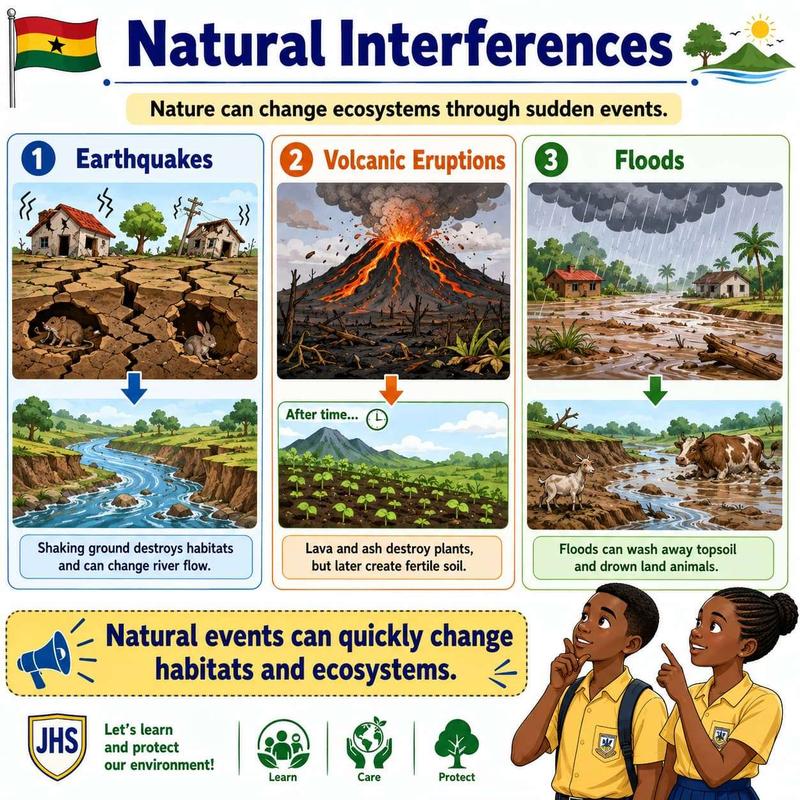 Natural Interferences
Nature can change ecosystems through sudden events.
1 Earthquakes
Shaking ground destroys habitats
and can change river flow.
2 Volcanic Eruptions
After time...
Lava and ash destroy plants,
but later create fertile soil.
3 Floods
Floods can wash away topsoil
and drown land animals.
Natural events can quickly change
habitats and ecosystems.
JHS
Let's learn
and protect
our environment!
Learn
Care
Protect